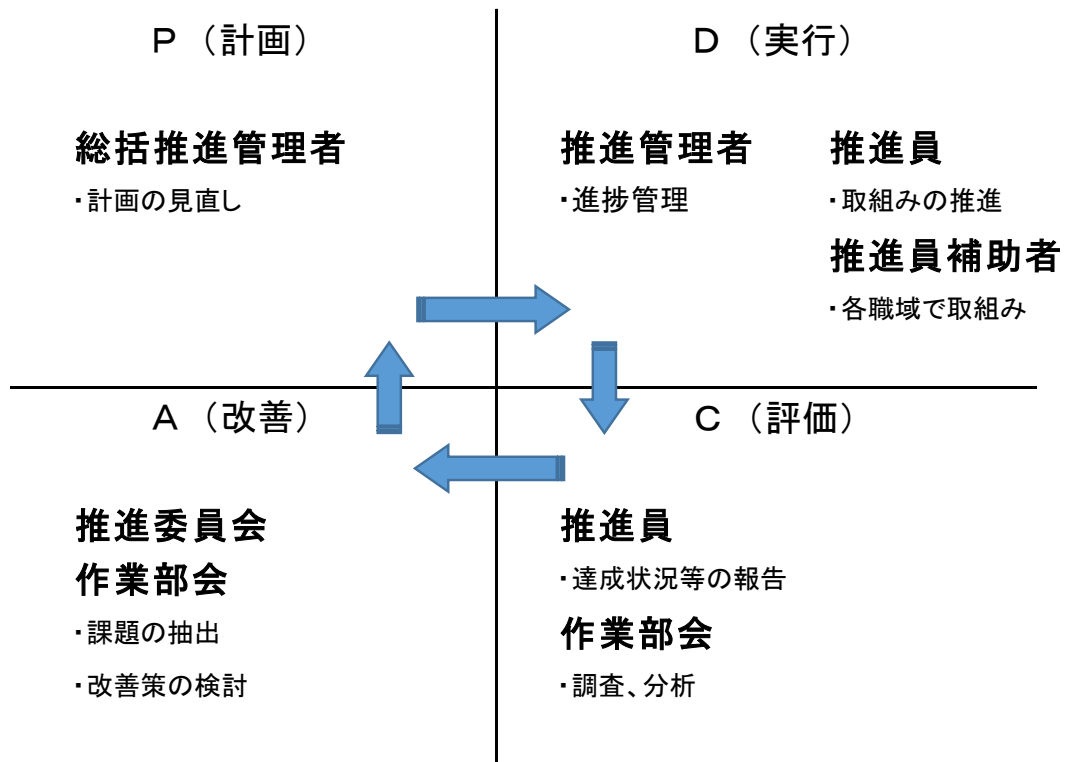 P （計画）
総括推進管理者
・計画の見直し
D （実行）
推進管理者
・進捗管理
推進員
・取組みの推進
推進員補助者
・各職域で取組み
A （改善）
推進委員会
作業部会
・課題の抽出
・改善策の検討
C （評価）
推進員
・達成状況等の報告
作業部会
・調査、分析